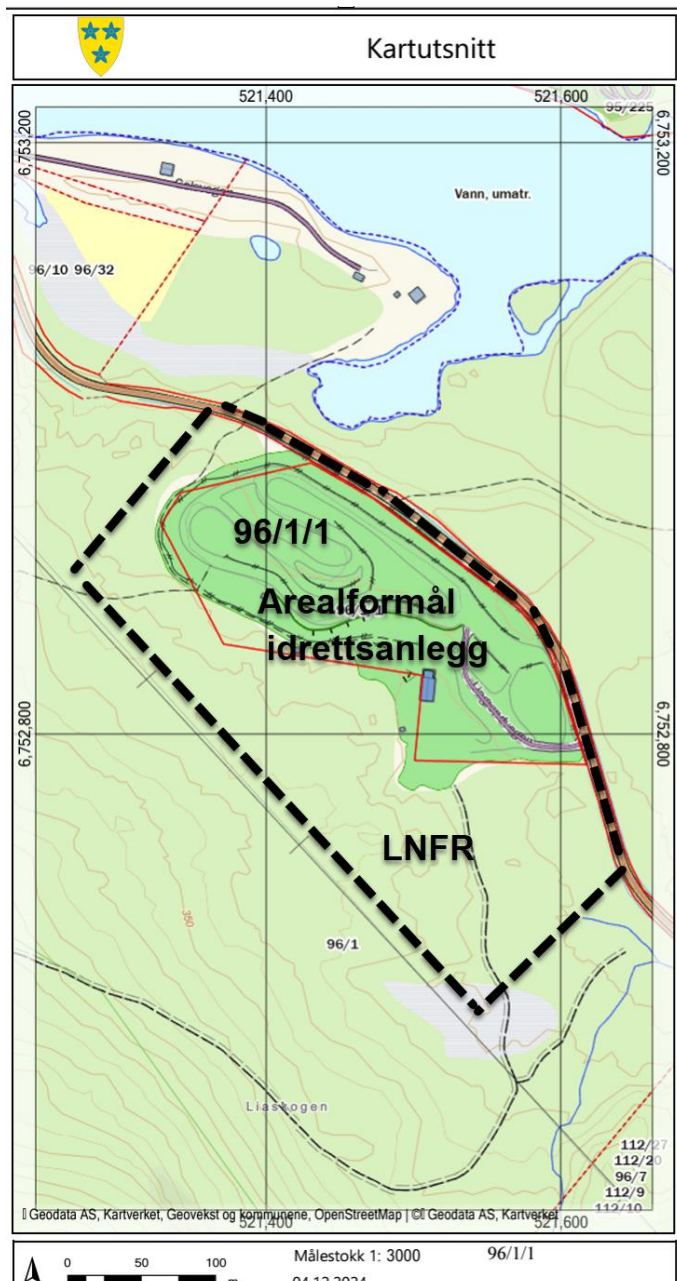 Kartutsnitt
521,400
521,600
95/225
6,753,200
6,753,200
Vann, umatr.
96/10 96/32
96/1/1
Arealformål
idrettsanlegg
6,752,800
6,752,800
LNFR
350
96/1
Liaskogen
112/27
112/20
96/7
112/9
112/10
Geodata AS, Kartverket, Geovekst og kommunene, OpenStreetMap | © Geodata AS, Kartverket
521,400
521,600
Målestokk 1: 3000
96/1/1
0 50 100
m
04.12.2024